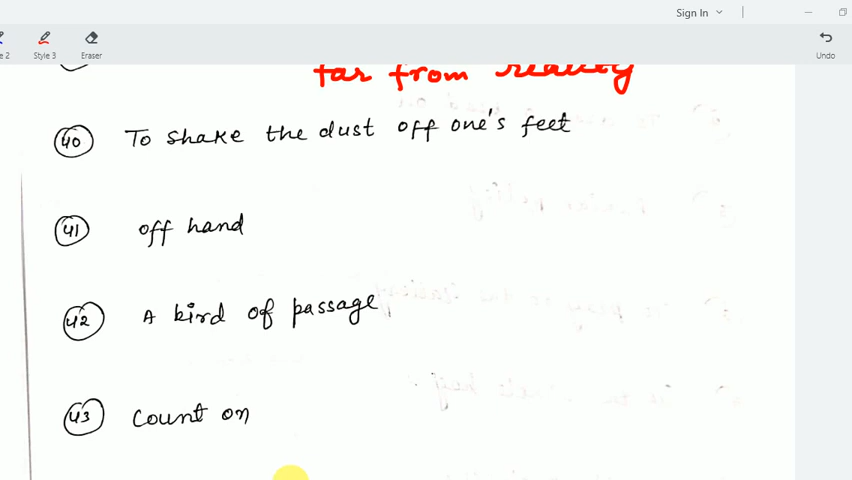 Sign In
Style 3
Eraser
Undo
far from reality
40 To shake the dust off one's feet
41 off hand
42 A bird of passage
43 count on